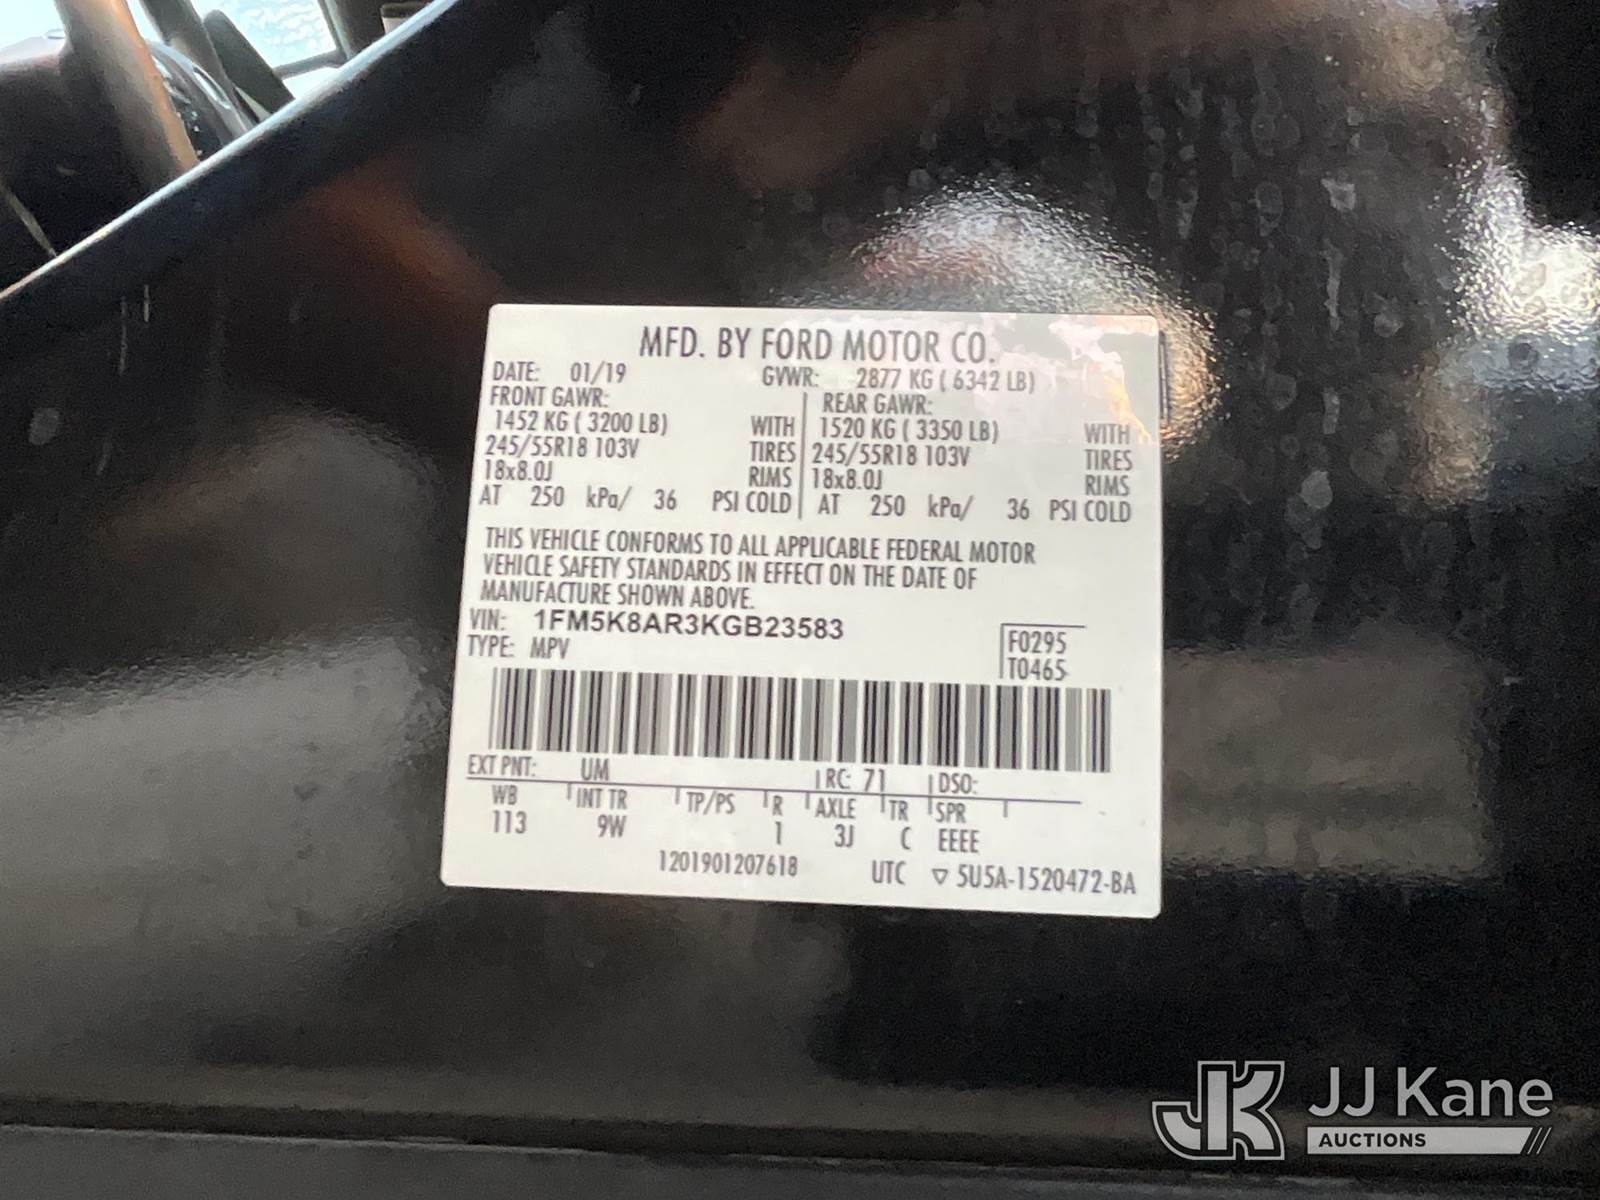 MFD. BY FORD MOTOR CO.
DATE: 01/19 GVWR: 2877 KG ( 6342 LB)
FRONT GAWR: REAR GAWR:
1452 KG ( 3200 LB) WITH 1520 KG ( 3350 LB) WITH
245/55R18 103V TIRES 245/55R18 103V TIRES
18x8.0J RIMS 18x8.0J RIMS
AT 250 kPa/ 36 PSI COLD AT 250 kPa/ 36 PSI COLD
THIS VEHICLE CONFORMS TO ALL APPLICABLE FEDERAL MOTOR
VEHICLE SAFETY STANDARDS IN EFFECT ON THE DATE OF
MANUFACTURE SHOWN ABOVE.
VIN: 1FM5K8AR3KGB23583 F0295
TYPE: MPV T0465
EXT PNT: UM RC: 71 DSO:
WB INT TR TP/PS R AXLE TR SPR
113 9W 1 3J C EEEE
1201901207618 UTC ▽ 5U5A-1520472-BA
JK JJ Kane
AUCTIONS